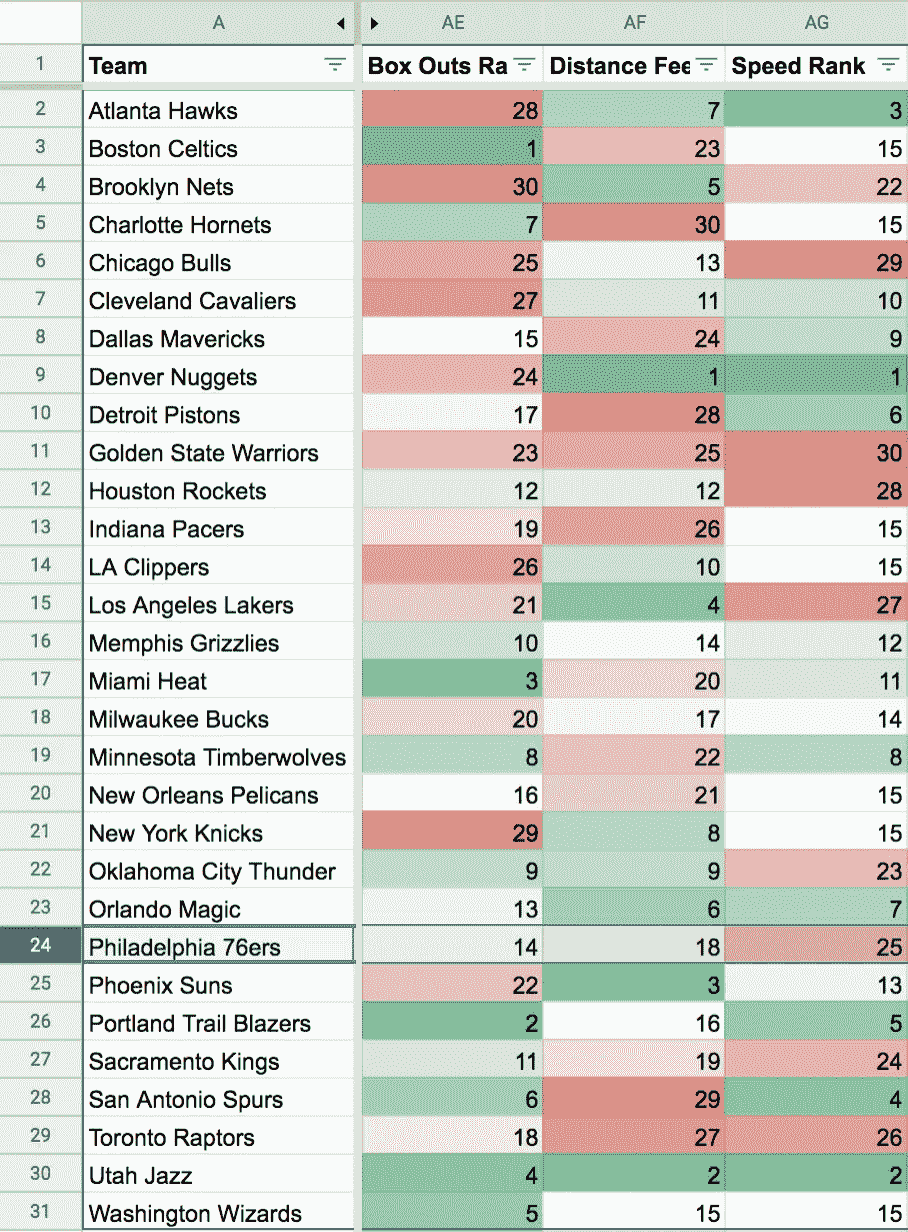 A AE AF AG
1 Team Box Outs Ra Distance Fee Speed Rank
2 Atlanta Hawks 28 7 3
3 Boston Celtics 1 23 15
4 Brooklyn Nets 30 5 22
5 Charlotte Hornets 7 30 15
6 Chicago Bulls 25 13 29
7 Cleveland Cavaliers 27 11 10
8 Dallas Mavericks 15 24 9
9 Denver Nuggets 24 1 1
10 Detroit Pistons 17 28 6
11 Golden State Warriors 23 25 30
12 Houston Rockets 12 12 28
13 Indiana Pacers 19 26 15
14 LA Clippers 26 10 15
15 Los Angeles Lakers 21 4 27
16 Memphis Grizzlies 10 14 12
17 Miami Heat 3 20 11
18 Milwaukee Bucks 20 17 14
19 Minnesota Timberwolves 8 22 8
20 New Orleans Pelicans 16 21 15
21 New York Knicks 29 8 15
22 Oklahoma City Thunder 9 9 23
23 Orlando Magic 13 6 7
24 Philadelphia 76ers 14 18 25
25 Phoenix Suns 22 3 13
26 Portland Trail Blazers 2 16 5
27 Sacramento Kings 11 19 24
28 San Antonio Spurs 6 29 4
29 Toronto Raptors 18 27 26
30 Utah Jazz 4 2 2
31 Washington Wizards 5 15 15